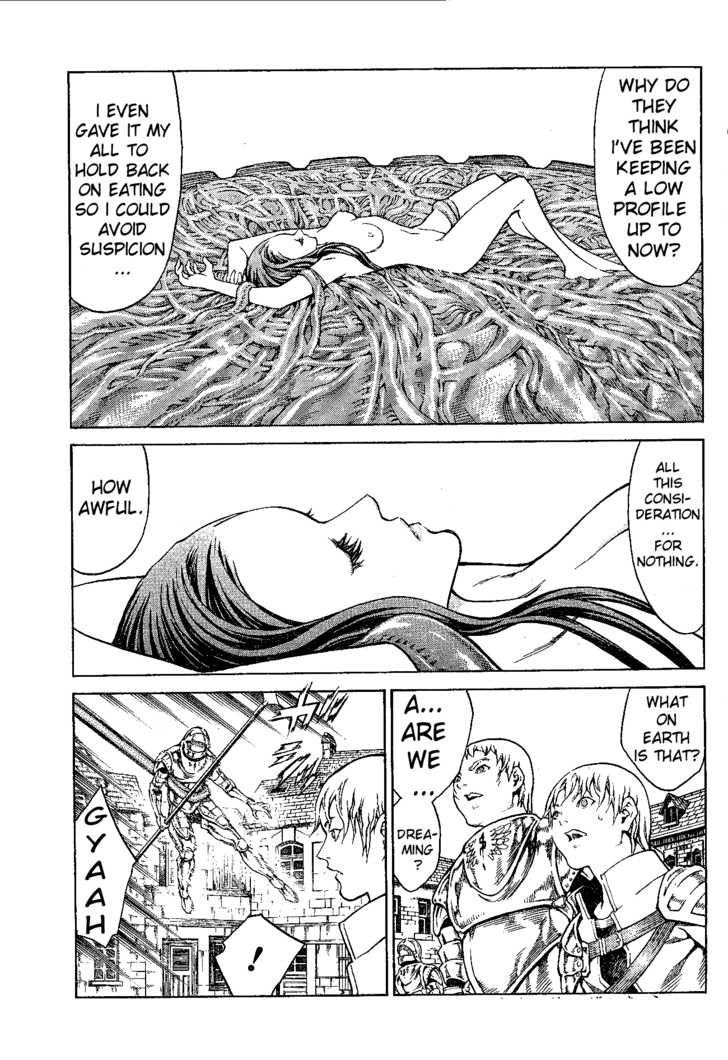 WHY DO
THEY
THINK
I'VE BEEN
KEEPING
A LOW
PROFILE
UP TO
NOW?
I EVEN
GAVE IT MY
ALL TO
HOLD BACK
ON EATING
SO I COULD
AVOID
SUSPICION
...
ALL
THIS
CONSI-
DERATION
...
FOR
NOTHING.
HOW
AWFUL.
WHAT
ON
EARTH
IS THAT?
A...
ARE
WE
...
DREA-
MING
?
GYAAH
!